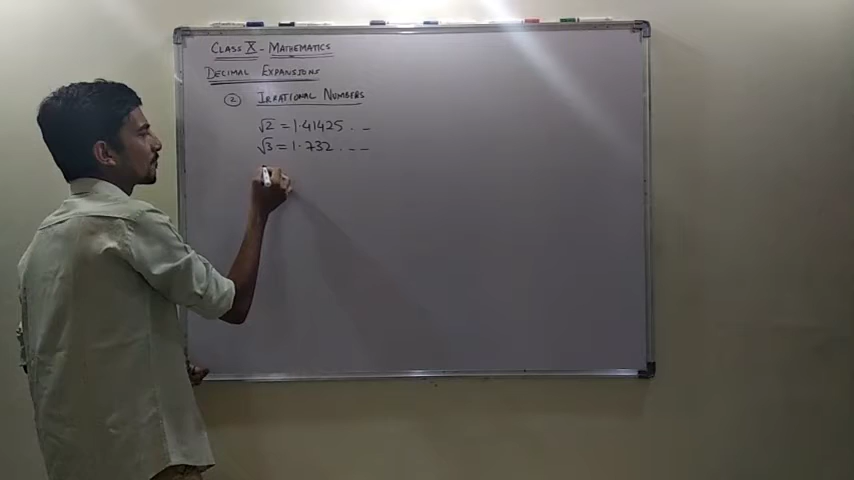 CLASS X - MATHEMATICS
DECIMAL EXPANSIONS
② IRRATIONAL NUMBERS
√2 = 1.41425 . _
√3 = 1.732 . _ _